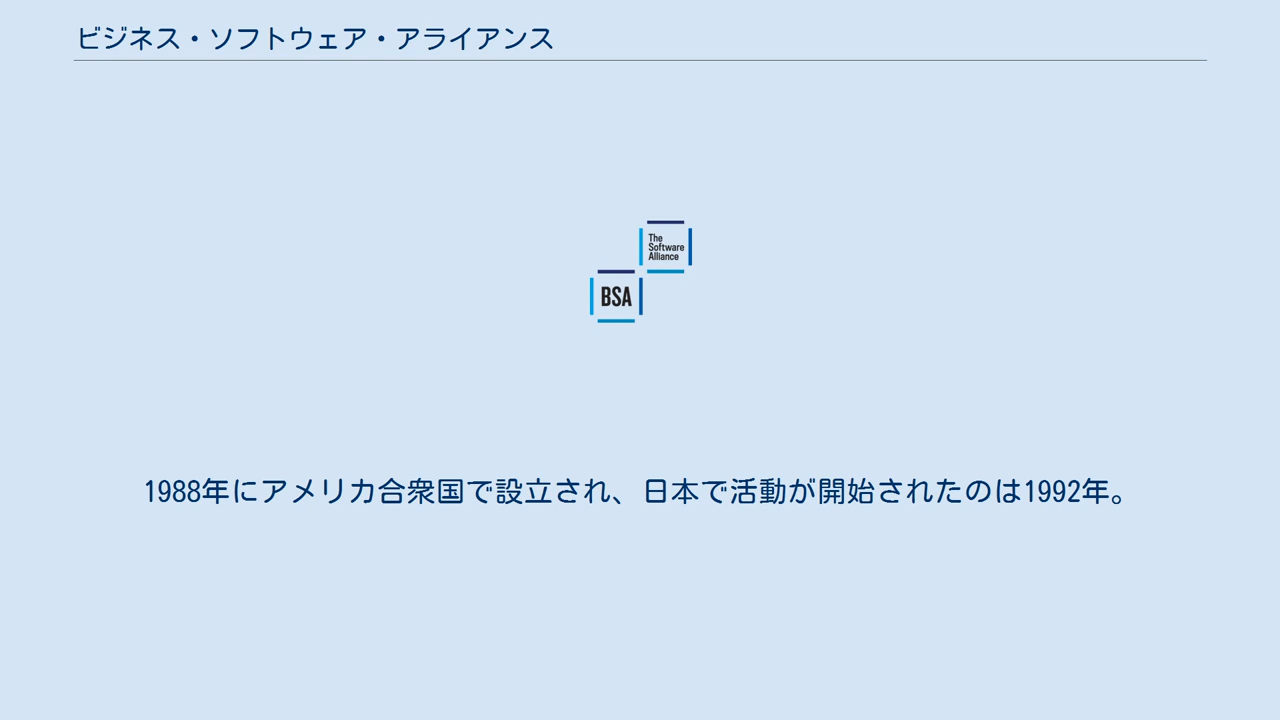 ビジネス・ソフトウェア・アライアンス
The
Software
Alliance
BSA
1988年にアメリカ合衆国で設立され、日本で活動が開始されたのは1992年。